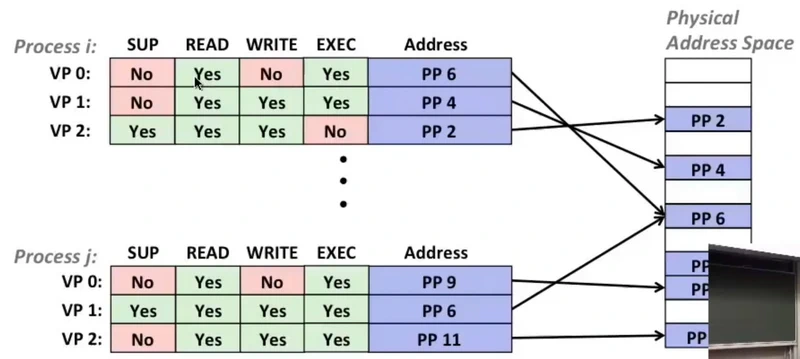 Physical
Address Space
Process i: SUP READ WRITE EXEC Address
VP 0: No Yes No Yes PP 6
VP 1: No Yes Yes Yes PP 4
VP 2: Yes Yes Yes No PP 2
PP 2
PP 4
PP 6
Process j: SUP READ WRITE EXEC Address
VP 0: No Yes No Yes PP 9
VP 1: Yes Yes Yes Yes PP 6
VP 2: No Yes Yes Yes PP 11
PP
PP
PP